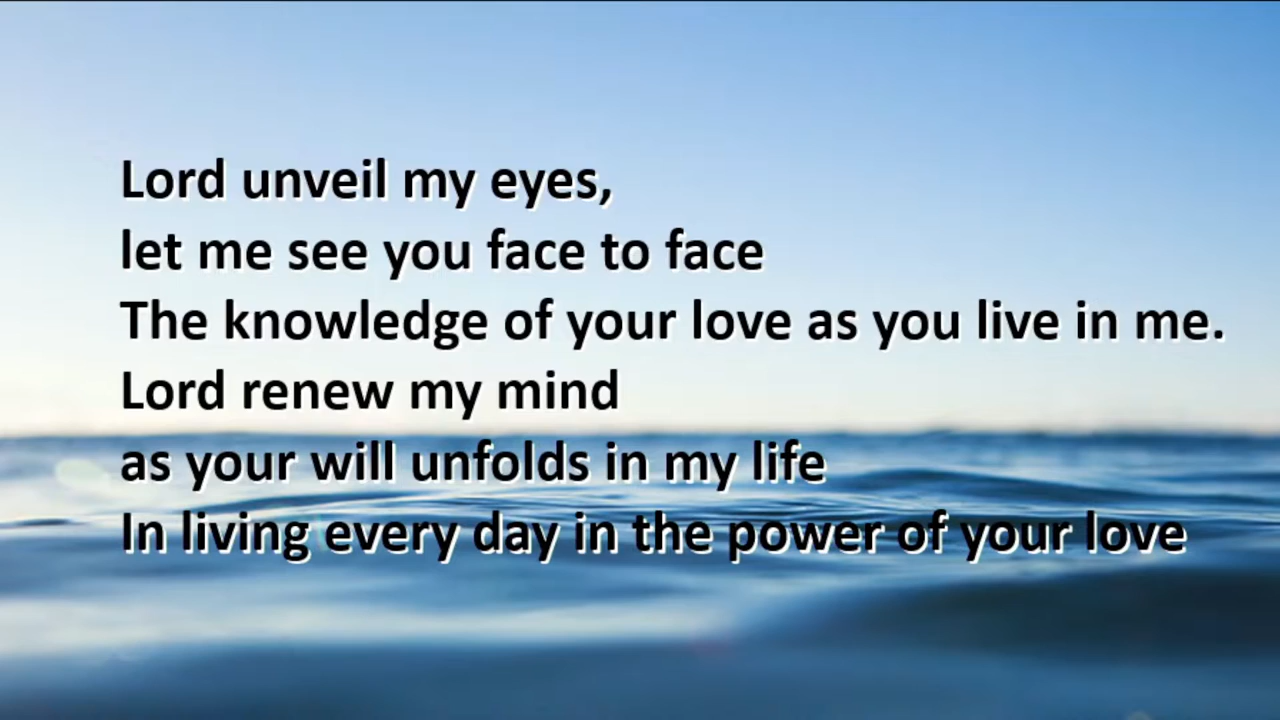 Lord unveil my eyes,
let me see you face to face
The knowledge of your love as you live in me.
Lord renew my mind
as your will unfolds in my life
In living every day in the power of your love